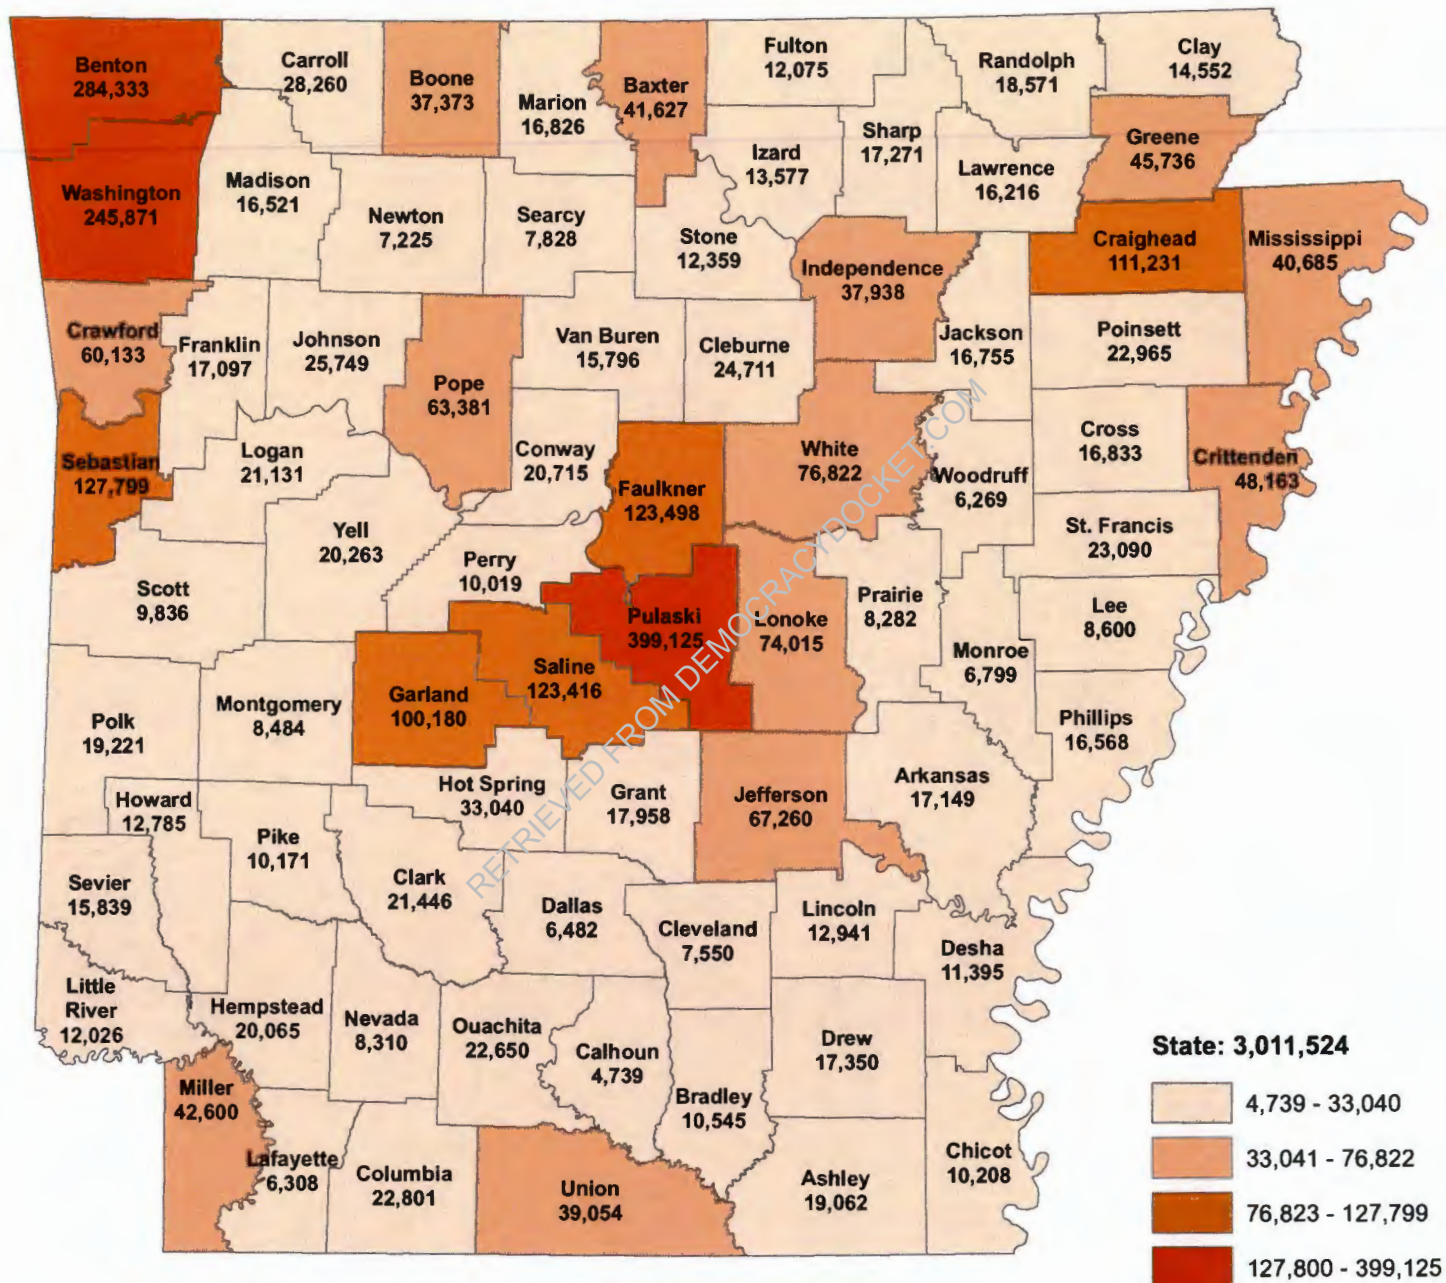 Benton
284,333
Carroll
28,260
Boone
37,373
Marion
16,826
Baxter
41,627
Fulton
12,075
Randolph
18,571
Clay
14,552
Sharp
17,271
Izard
13,577
Lawrence
16,216
Greene
45,736
Washington
245,871
Madison
16,521
Newton
7,225
Searcy
7,828
Stone
12,359
Independence
37,938
Craighead
111,231
Mississippi
40,685
Crawford
60,133
Franklin
17,097
Johnson
25,749
Pope
63,381
Van Buren
15,796
Cleburne
24,711
Jackson
16,755
Poinsett
22,965
Sebastian
127,799
Logan
21,131
Conway
20,715
Faulkner
123,498
White
76,822
Woodruff
6,269
Cross
16,833
Crittenden
48,163
St. Francis
23,090
Yell
20,263
Perry
10,019
Scott
9,836
Pulaski
399,125
Lonoke
74,015
Prairie
8,282
Lee
8,600
Monroe
6,799
Saline
123,416
Garland
100,180
Montgomery
8,484
Polk
19,221
Phillips
16,568
Hot Spring
33,040
Grant
17,958
Jefferson
67,260
Arkansas
17,149
Howard
12,785
Pike
10,171
Clark
21,446
Sevier
15,839
Dallas
6,482
Cleveland
7,550
Lincoln
12,941
Desha
11,395
Little
River
12,026
Hempstead
20,065
Nevada
8,310
Ouachita
22,650
Calhoun
4,739
Drew
17,350
Bradley
10,545
Miller
42,600
Lafayette
6,308
Columbia
22,801
Union
39,054
Ashley
19,062
Chicot
10,208
RETRIEVED FROM DEMOCRACYDOCKET.COM
State: 3,011,524
4,739 - 33,040
33,041 - 76,822
76,823 - 127,799
127,800 - 399,125